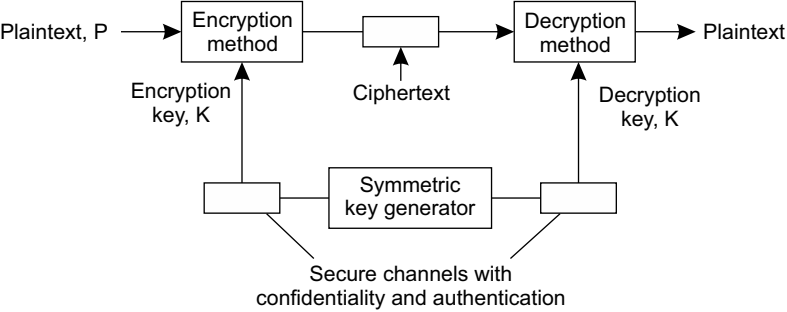 Plaintext, P
Encryption
method
Decryption
method
Plaintext
Ciphertext
Encryption
key, K
Decryption
key, K
Symmetric
key generator
Secure channels with
confidentiality and authentication